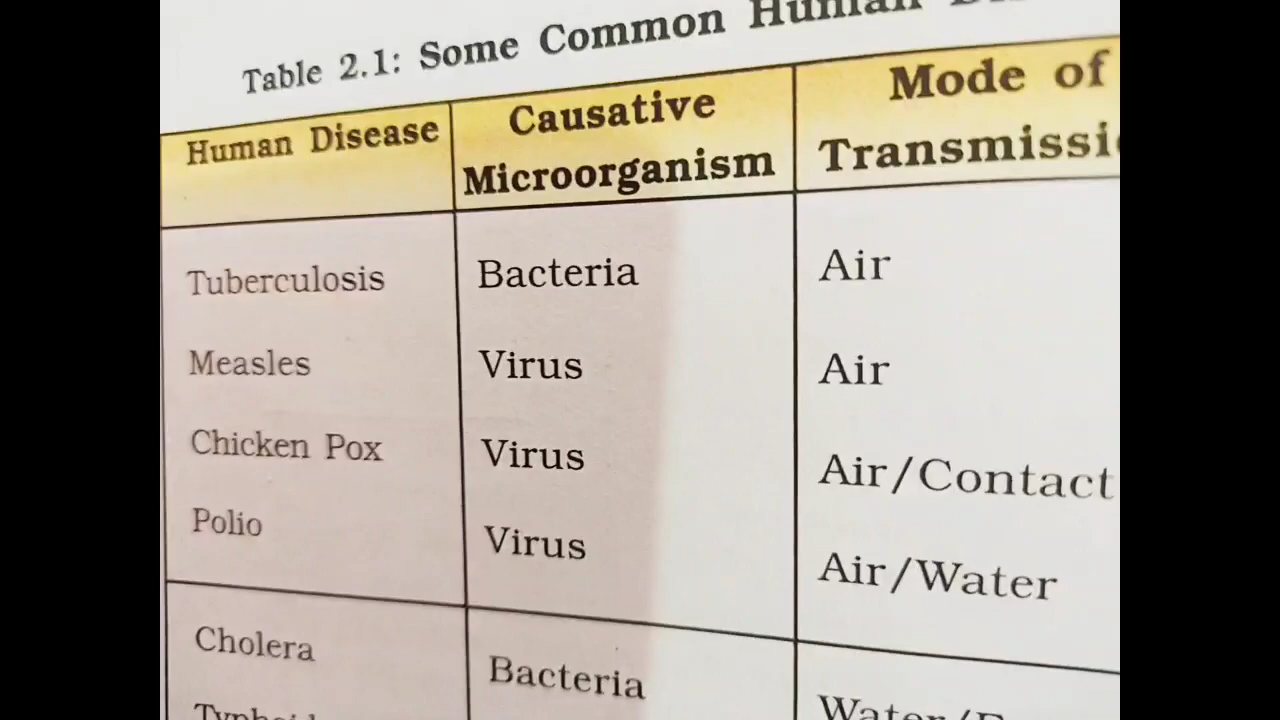 Table 2.1: Some Common Human
Human Disease
Causative
Microorganism
Mode of
Tuberculosis Bacteria Air
Measles Virus Air
Chicken Pox Virus Air/Contact
Polio Virus Air/Water
Cholera Bacteria